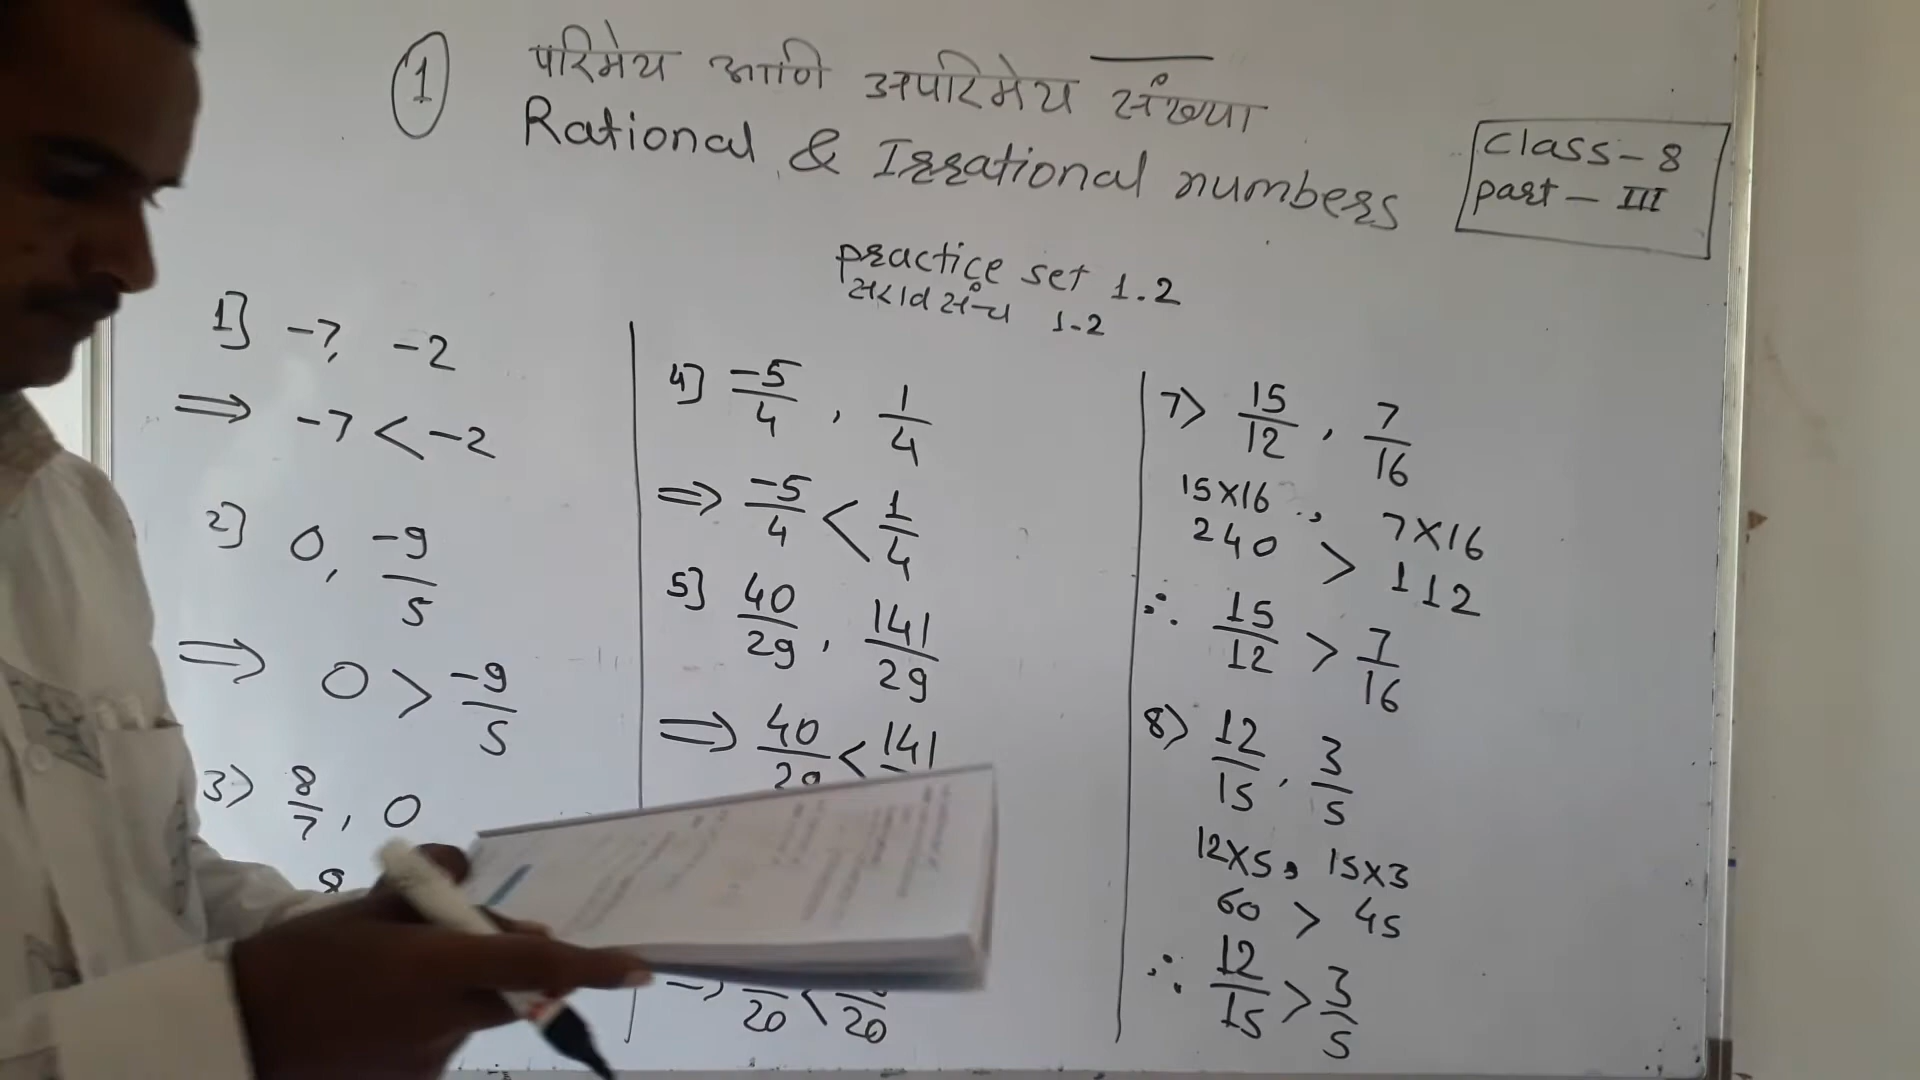 ① परिमेय आणि अपरिमेय संख्या
Rational & Irrational numbers
Class-8
part - III
practice set 1.2
सराव संच 1-2
1] -7, -2
⇒ -7 < -2
2] 0, -9/5
⇒ 0 > -9/5
3> 8/7, 0
8
4] -5/4, 1/4
⇒ -5/4 < 1/4
5] 40/29, 141/29
⇒ 40/29 < 141
20 < 20
7> 15/12, 7/16
15×16, 7×16
240 > 112
∴ 15/12 > 7/16
8> 12/15, 3/5
12×5, 15×3
60 > 45
∴ 12/15 > 3/5